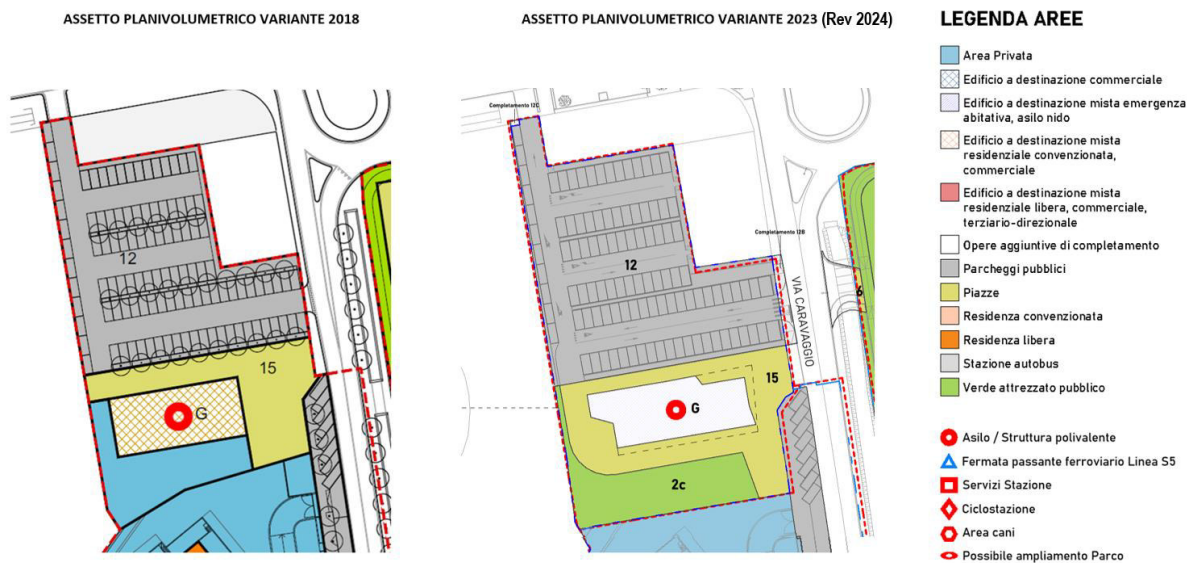 ASSETTO PLANIVOLUMETRICO VARIANTE 2018
12
15
G
ASSETTO PLANIVOLUMETRICO VARIANTE 2023 (Rev 2024)
Completamento 12C
12
Completamento 12B
VIA CARAVAGGIO
6
15
G
2c
LEGENDA AREE
Area Privata
Edificio a destinazione commerciale
Edificio a destinazione mista emergenza
abitativa, asilo nido
Edificio a destinazione mista
residenziale convenzionata,
commerciale
Edificio a destinazione mista
residenziale libera, commerciale,
terziario-direzionale
Opere aggiuntive di completamento
Parcheggi pubblici
Piazze
Residenza convenzionata
Residenza libera
Stazione autobus
Verde attrezzato pubblico
Asilo / Struttura polivalente
Fermata passante ferroviario Linea S5
Servizi Stazione
Ciclostazione
Area cani
Possibile ampliamento Parco